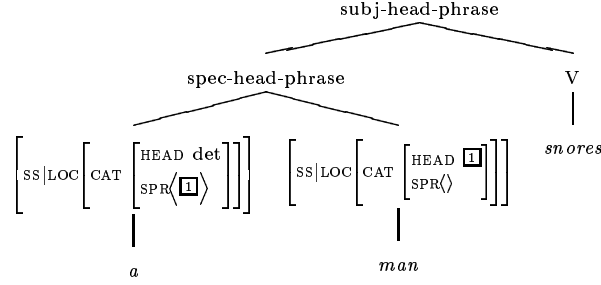 subj-head-phrase
spec-head-phrase V
snores
SS|LOC[CAT [HEAD det
SPR⟨[1]⟩]]]
a
[SS|LOC[CAT [HEAD [1]
SPR⟨⟩]]]
man